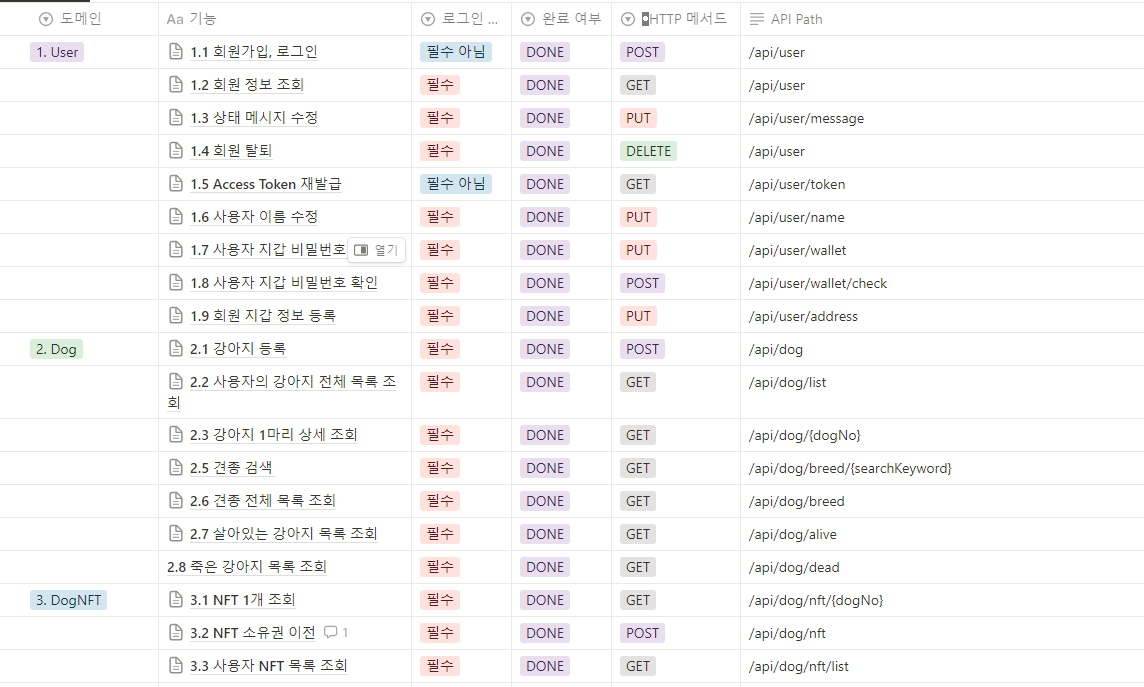 도메인 Aa 기능 로그인 ... 완료 여부 HTTP 메서드 API Path
1. User 1.1 회원가입, 로그인 필수 아님 DONE POST /api/user
1.2 회원 정보 조회 필수 DONE GET /api/user
1.3 상태 메시지 수정 필수 DONE PUT /api/user/message
1.4 회원 탈퇴 필수 DONE DELETE /api/user
1.5 Access Token 재발급 필수 아님 DONE GET /api/user/token
1.6 사용자 이름 수정 필수 DONE PUT /api/user/name
1.7 사용자 지갑 비밀번호 열기 필수 DONE PUT /api/user/wallet
1.8 사용자 지갑 비밀번호 확인 필수 DONE POST /api/user/wallet/check
1.9 회원 지갑 정보 등록 필수 DONE PUT /api/user/address
2. Dog 2.1 강아지 등록 필수 DONE POST /api/dog
2.2 사용자의 강아지 전체 목록 조 필수 DONE GET /api/dog/list
회
2.3 강아지 1마리 상세 조회 필수 DONE GET /api/dog/{dogNo}
2.5 견종 검색 필수 DONE GET /api/dog/breed/{searchKeyword}
2.6 견종 전체 목록 조회 필수 DONE GET /api/dog/breed
2.7 살아있는 강아지 목록 조회 필수 DONE GET /api/dog/alive
2.8 죽은 강아지 목록 조회 필수 DONE GET /api/dog/dead
3. DogNFT 3.1 NFT 1개 조회 필수 DONE GET /api/dog/nft/{dogNo}
3.2 NFT 소유권 이전 1 필수 DONE POST /api/dog/nft
3.3 사용자 NFT 목록 조회 필수 DONE GET /api/dog/nft/list